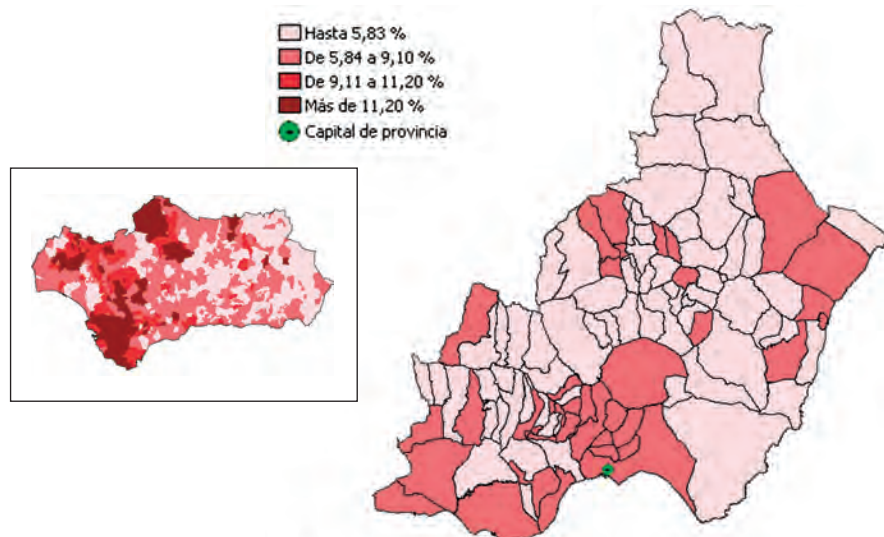 Hasta 5,83 %
De 5,84 a 9,10 %
De 9,11 a 11,20 %
Más de 11,20 %
Capital de provincia